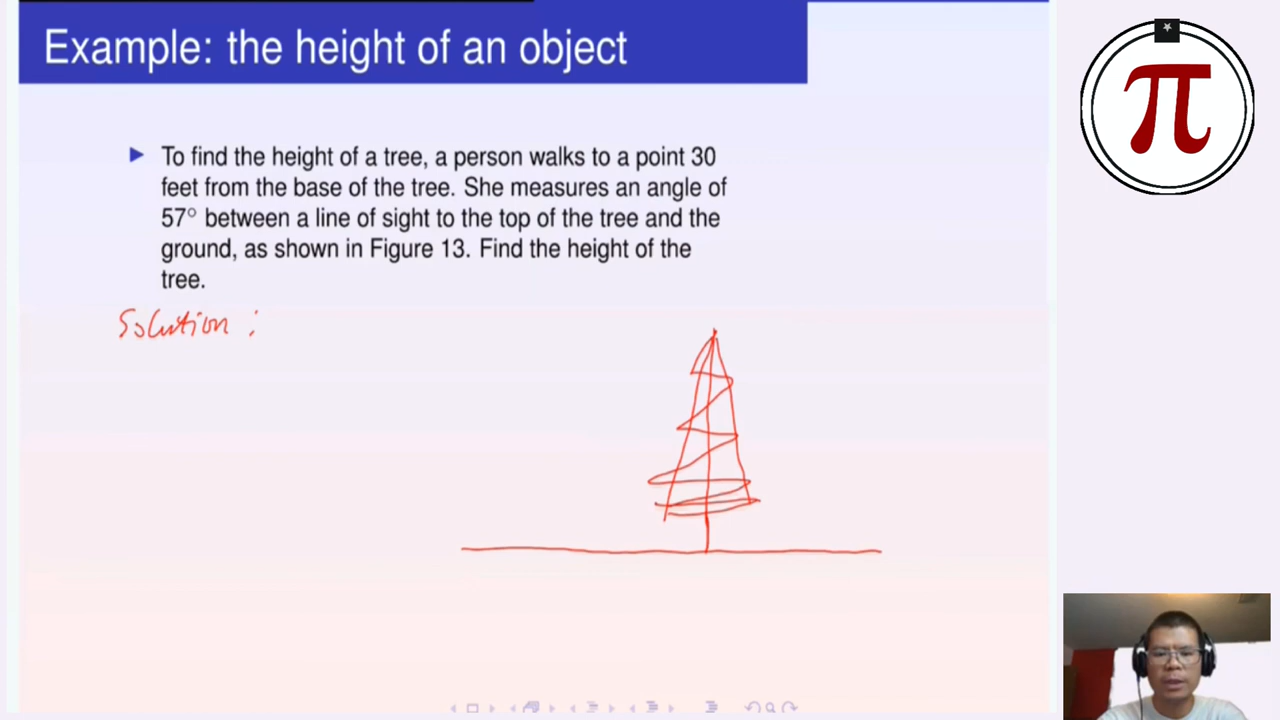 Example: the height of an object
To find the height of a tree, a person walks to a point 30
feet from the base of the tree. She measures an angle of
57° between a line of sight to the top of the tree and the
ground, as shown in Figure 13. Find the height of the
tree.
Solution :
π